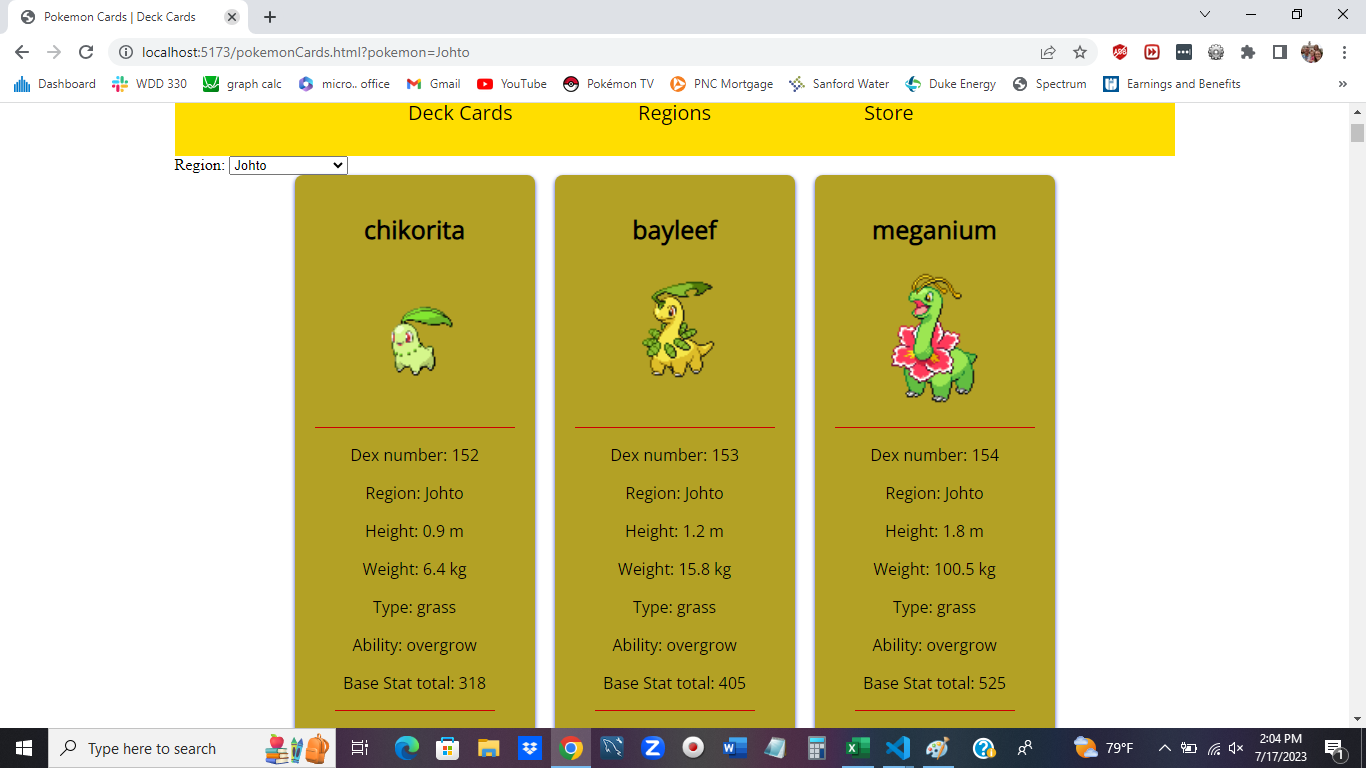 Pokemon Cards | Deck Cards
localhost:5173/pokemonCards.html?pokemon=Johto
Dashboard WDD 330 graph calc micro.. office Gmail YouTube Pokémon TV PNC Mortgage Sanford Water Duke Energy Spectrum Earnings and Benefits »
Deck Cards Regions Store
Region: Johto
chikorita bayleef meganium
Dex number: 152 Dex number: 153 Dex number: 154
Region: Johto Region: Johto Region: Johto
Height: 0.9 m Height: 1.2 m Height: 1.8 m
Weight: 6.4 kg Weight: 15.8 kg Weight: 100.5 kg
Type: grass Type: grass Type: grass
Ability: overgrow Ability: overgrow Ability: overgrow
Base Stat total: 318 Base Stat total: 405 Base Stat total: 525
Type here to search
79°F
2:04 PM
7/17/2023
1